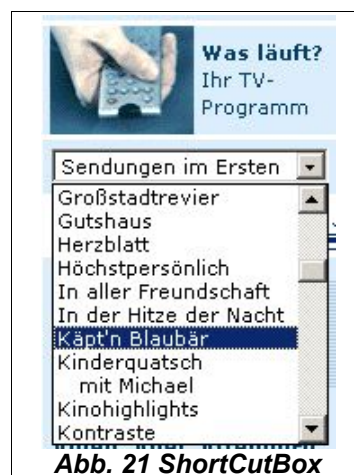 Was läuft?
Ihr TV-
Programm
Sendungen im Ersten
Großstadtrevier
Gutshaus
Herzblatt
Höchstpersönlich
In aller Freundschaft
In der Hitze der Nacht
Käpt'n Blaubär
Kinderquatsch
mit Michael
Kinohighlights
Kontraste
Abb. 21 ShortCutBox